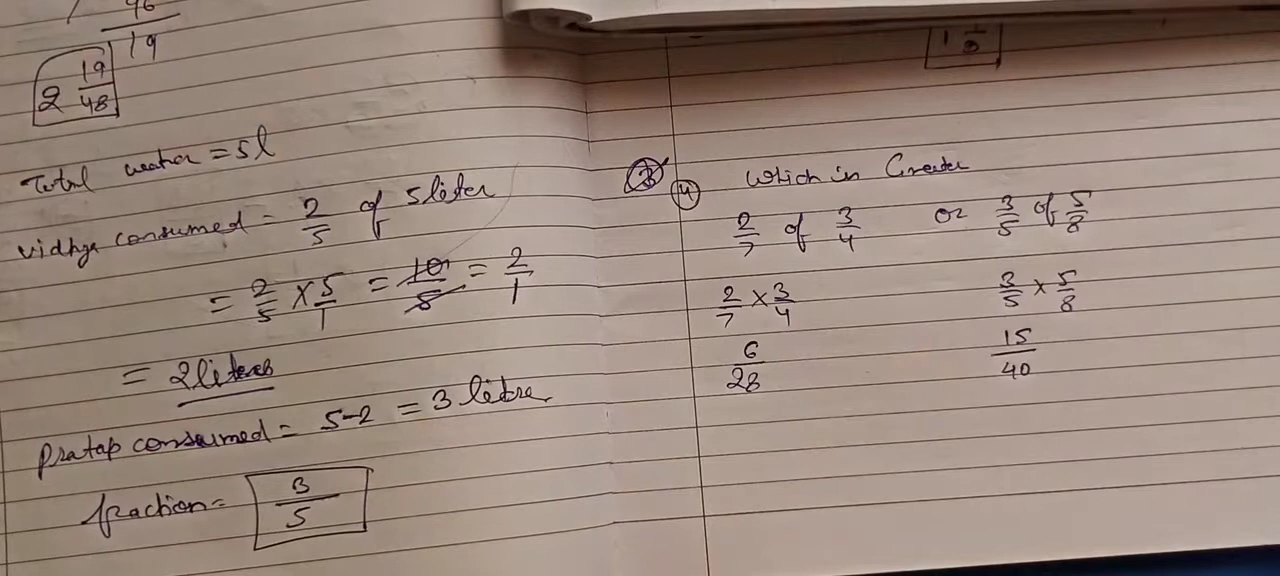 46
19
2 19/48
Total water = 5l
Vidhya consumed = 2/5 of 5 liter
= 2/5 × 5/1 = 10/5 = 2/1
= 2 liters
Pratap consumed = 5-2 = 3 litre
fraction = 3/5
4 Which is Greater
2/7 of 3/4 or 3/5 of 5/8
2/7 × 3/4 3/5 × 5/8
6/28 15/40